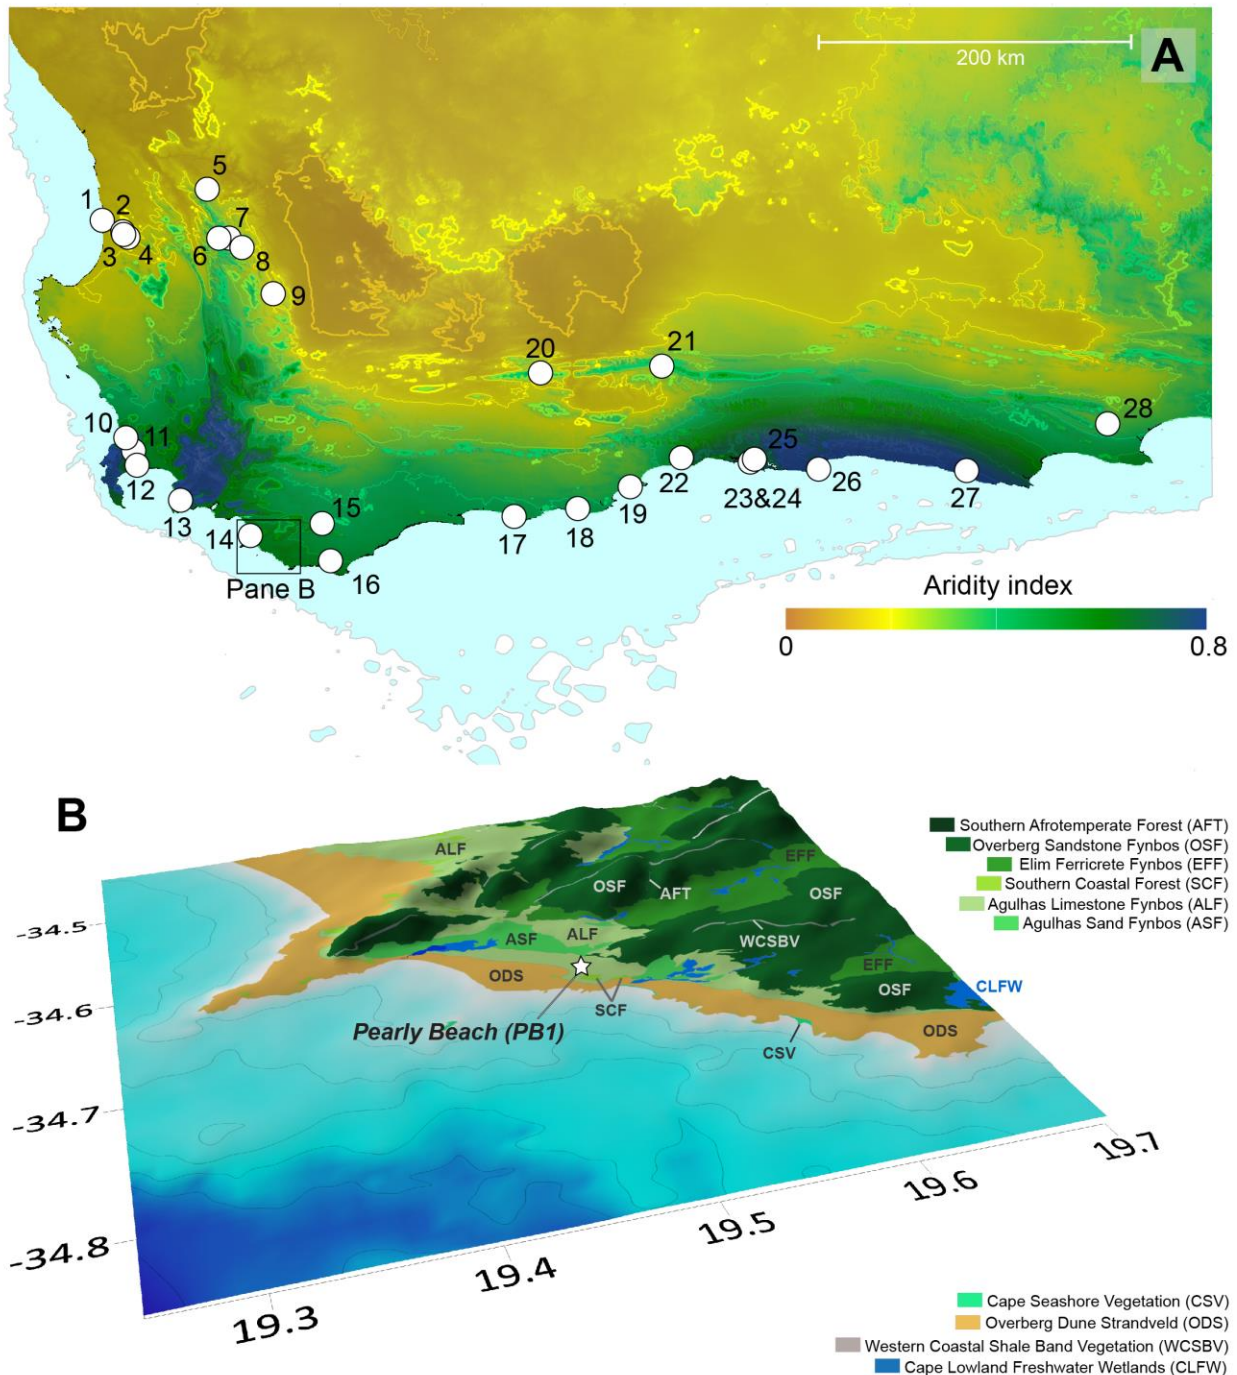 A
200 km
5
1
2
7
3
4
6
8
9
20
21
28
10
11
25
12
22
26
19
23&24
27
13
15
18
14
17
16
Pane B
Aridity index
0
0.8
B
Southern Afrotemperate Forest (AFT)
Overberg Sandstone Fynbos (OSF)
Elim Ferricrete Fynbos (EFF)
Southern Coastal Forest (SCF)
Agulhas Limestone Fynbos (ALF)
Agulhas Sand Fynbos (ASF)
ALF
EFF
OSF
AFT
OSF
-34.5
ASF
ALF
WCSBV
ODS
EFF
OSF
CLFW
-34.6
SCF
Pearly Beach (PB1)
ODS
CSV
-34.7
19.7
19.6
19.5
-34.8
19.4
19.3
Cape Seashore Vegetation (CSV)
Overberg Dune Strandveld (ODS)
Western Coastal Shale Band Vegetation (WCSBV)
Cape Lowland Freshwater Wetlands (CLFW)